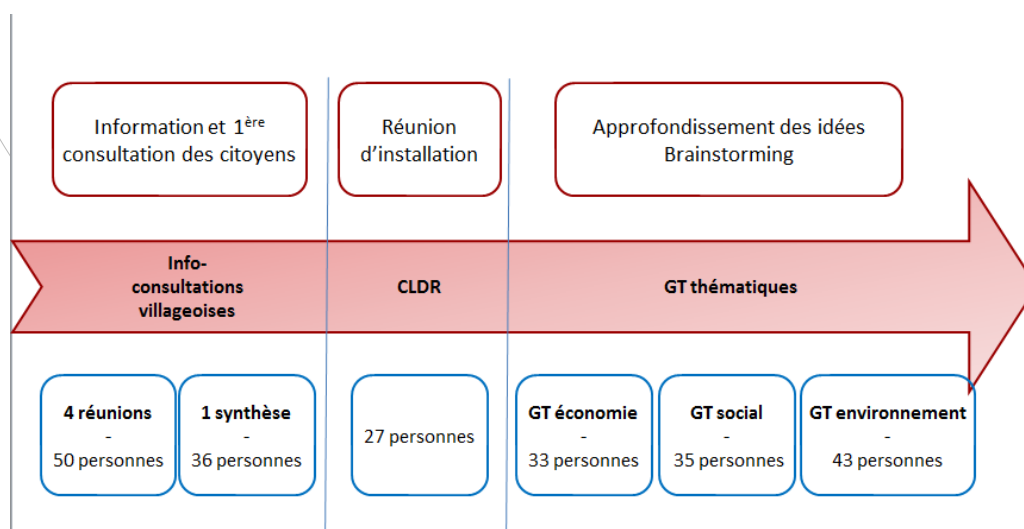 Information et 1ère
consultation des citoyens
Réunion
d'installation
Approfondissement des idées
Brainstorming
Info-
consultations
villageoises
CLDR
GT thématiques
4 réunions
-
50 personnes
1 synthèse
-
36 personnes
27 personnes
GT économie
-
33 personnes
GT social
-
35 personnes
GT environnement
-
43 personnes